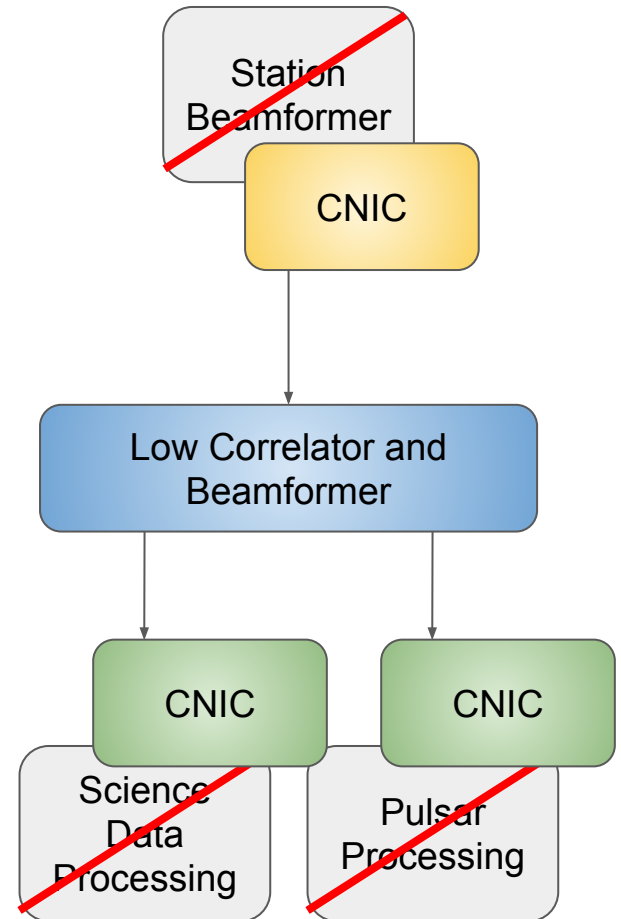 Station
Beamformer
CNIC
Low Correlator and
Beamformer
CNIC
CNIC
Science
Data
Processing
Pulsar
Processing